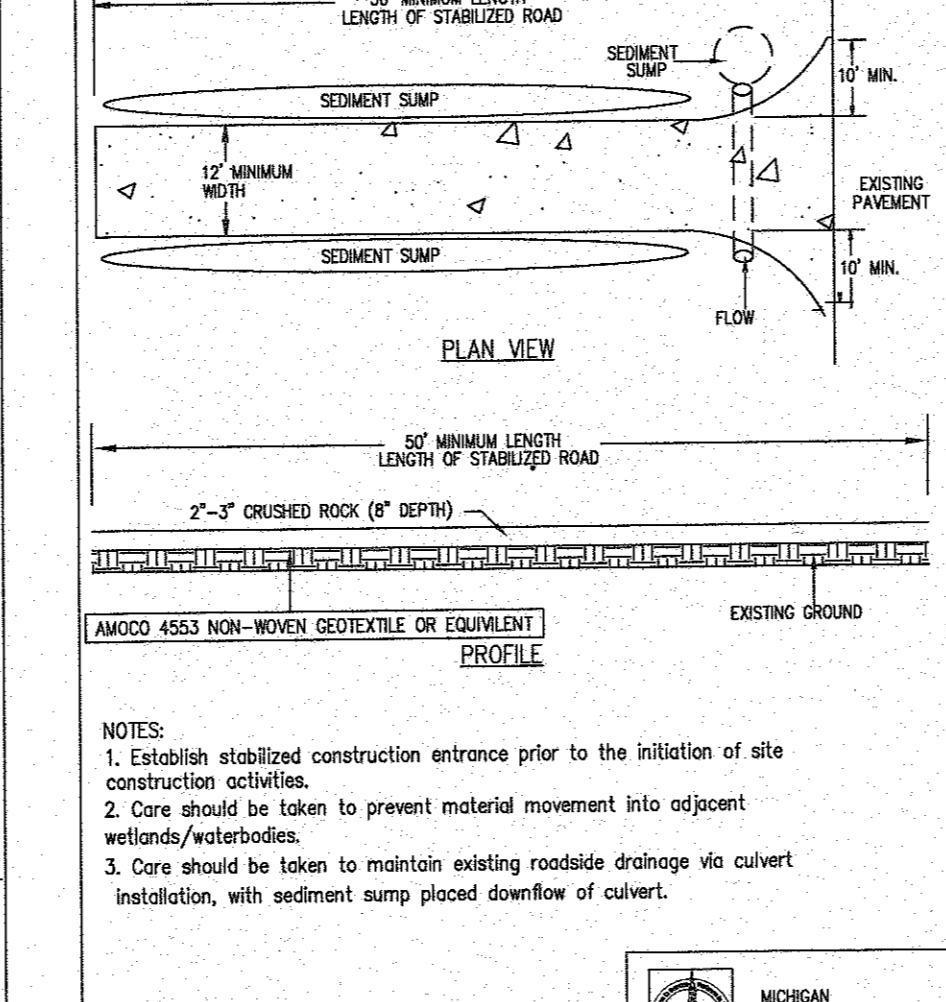 50' MINIMUM LENGTH
LENGTH OF STABILIZED ROAD
SEDIMENT
SUMP
10' MIN.
SEDIMENT SUMP
12' MINIMUM
WIDTH
EXISTING
PAVEMENT
SEDIMENT SUMP
10' MIN.
FLOW
PLAN VIEW
50' MINIMUM LENGTH
LENGTH OF STABILIZED ROAD
2"-3" CRUSHED ROCK (8" DEPTH)
AMOCO 4553 NON-WOVEN GEOTEXTILE OR EQUIVILENT
EXISTING GROUND
PROFILE
NOTES:
1. Establish stabilized construction entrance prior to the initiation of site
construction activities.
2. Care should be taken to prevent material movement into adjacent
wetlands/waterbodies.
3. Care should be taken to maintain existing roadside drainage via culvert
installation, with sediment sump placed downflow of culvert.
MICHIGAN